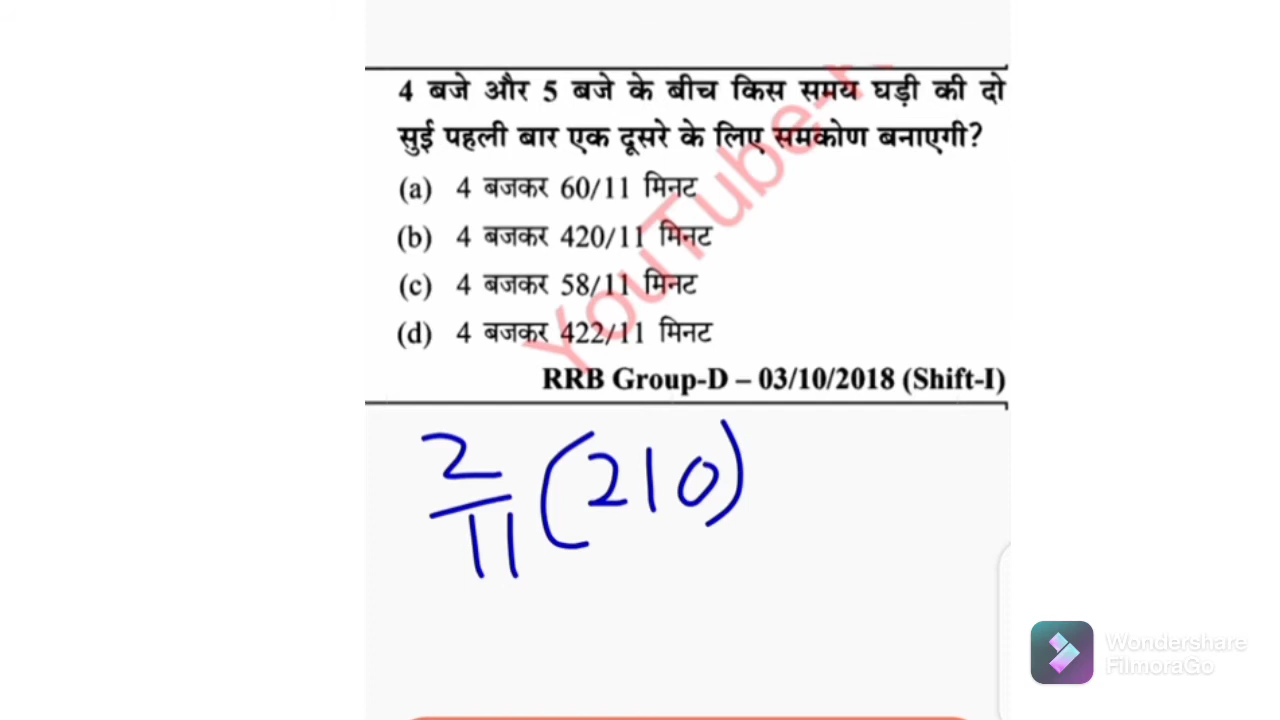 4 बजे और 5 बजे के बीच किस समय घड़ी की दो
सुई पहली बार एक दूसरे के लिए समकोण बनाएगी?
(a) 4 बजकर 60/11 मिनट
(b) 4 बजकर 420/11 मिनट
(c) 4 बजकर 58/11 मिनट
(d) 4 बजकर 422/11 मिनट
RRB Group-D – 03/10/2018 (Shift-I)
YouTube-
2/11 (210)
Wondershare
FilmoraGo